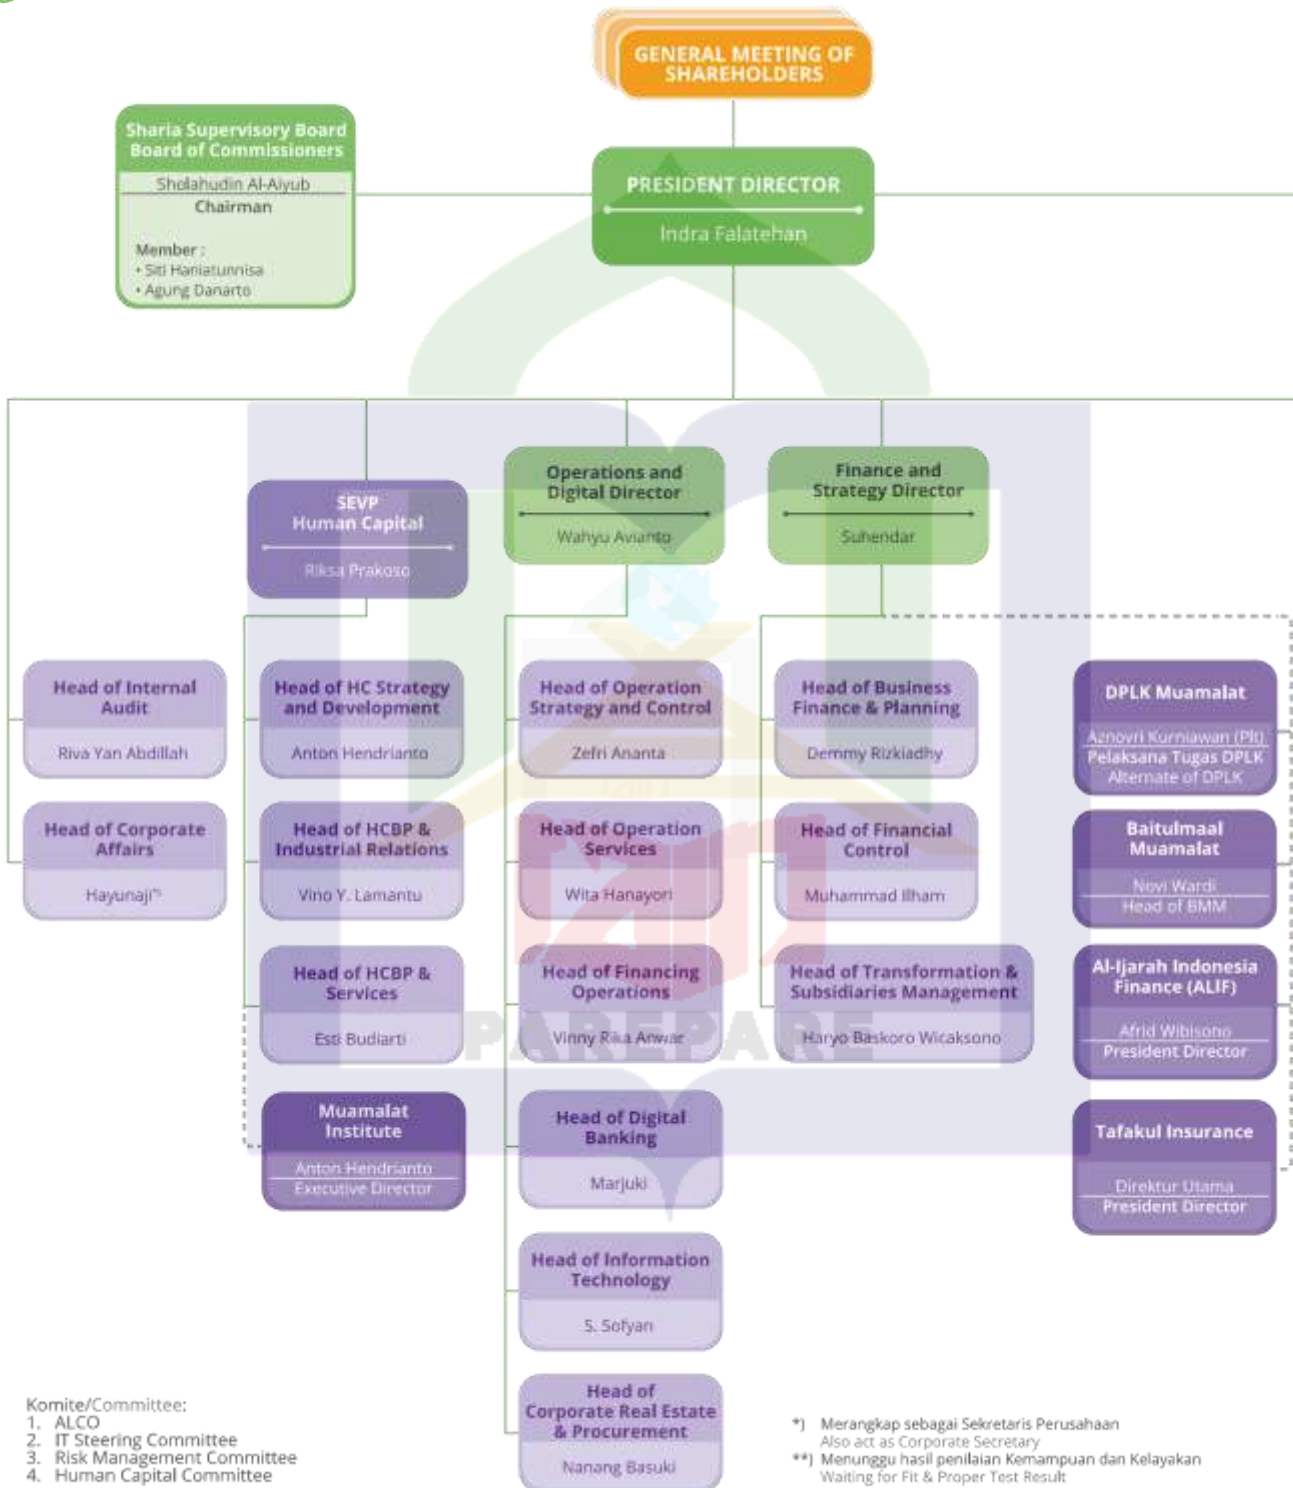 GENERAL MEETING OF
SHAREHOLDERS
Sharia Supervisory Board
Board of Commissioners
Sholahudin Al-Aiyub
Chairman
Member :
• Siti Haniatunnisa
• Agung Danarto
PRESIDENT DIRECTOR
Indra Falatehan
SEVP
Human Capital
Riksa Prakoso
Operations and
Digital Director
Wahyu Avianto
Finance and
Strategy Director
Suhendar
Head of Internal
Audit
Riva Yan Abdillah
Head of Corporate
Affairs
Hayunaji*)
Head of HC Strategy
and Development
Anton Hendrianto
Head of HCBP &
Industrial Relations
Vino Y. Lamantu
Head of HCBP &
Services
Esti Budiarti
Muamalat
Institute
Anton Hendrianto
Executive Director
Head of Operation
Strategy and Control
Zefri Ananta
Head of Operation
Services
Wita Hanayori
Head of Financing
Operations
Vinny Rika Anwar
Head of Digital
Banking
Marjuki
Head of Information
Technology
S. Sofyan
Head of
Corporate Real Estate
& Procurement
Nanang Basuki
Head of Business
Finance & Planning
Demmy Rizkiadhy
Head of Financial
Control
Muhammad Ilham
Head of Transformation &
Subsidiaries Management
Haryo Baskoro Wicaksono
DPLK Muamalat
Aznovri Kurniawan (Plt)
Pelaksana Tugas DPLK
Alternate of DPLK
Baitulmaal
Muamalat
Novi Wardi
Head of BMM
Al-Ijarah Indonesia
Finance (ALIF)
Afrid Wibisono
President Director
Tafakul Insurance
Direktur Utama
President Director
PAREPARE
Komite/Committee:
1. ALCO
2. IT Steering Committee
3. Risk Management Committee
4. Human Capital Committee
*) Merangkap sebagai Sekretaris Perusahaan
Also act as Corporate Secretary
**) Menunggu hasil penilaian Kemampuan dan Kelayakan
Waiting for Fit & Proper Test Result